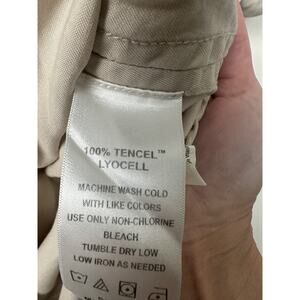 100% TENCEL™
LYOCELL
MACHINE WASH COLD
WITH LIKE COLORS
USE ONLY NON-CHLORINE
BLEACH
TUMBLE DRY LOW
LOW IRON AS NEEDED